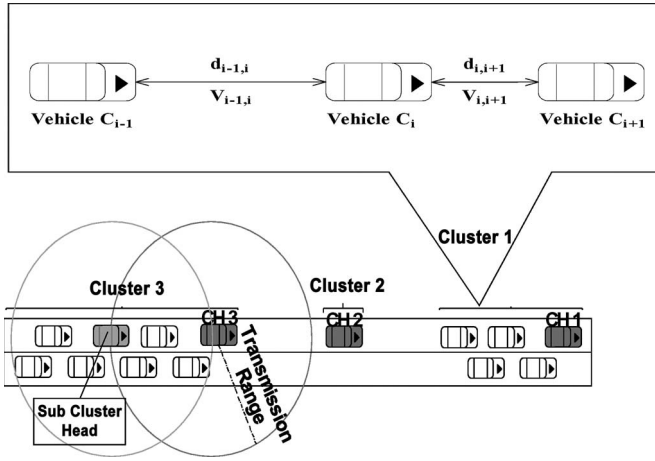 d i-1,i
d i,i+1
V i-1,i
V i,i+1
Vehicle C i-1
Vehicle C i
Vehicle C i+1
Cluster 1
Cluster 3
Cluster 2
CH3
CH2
CH1
Transmission
Range
Sub Cluster
Head